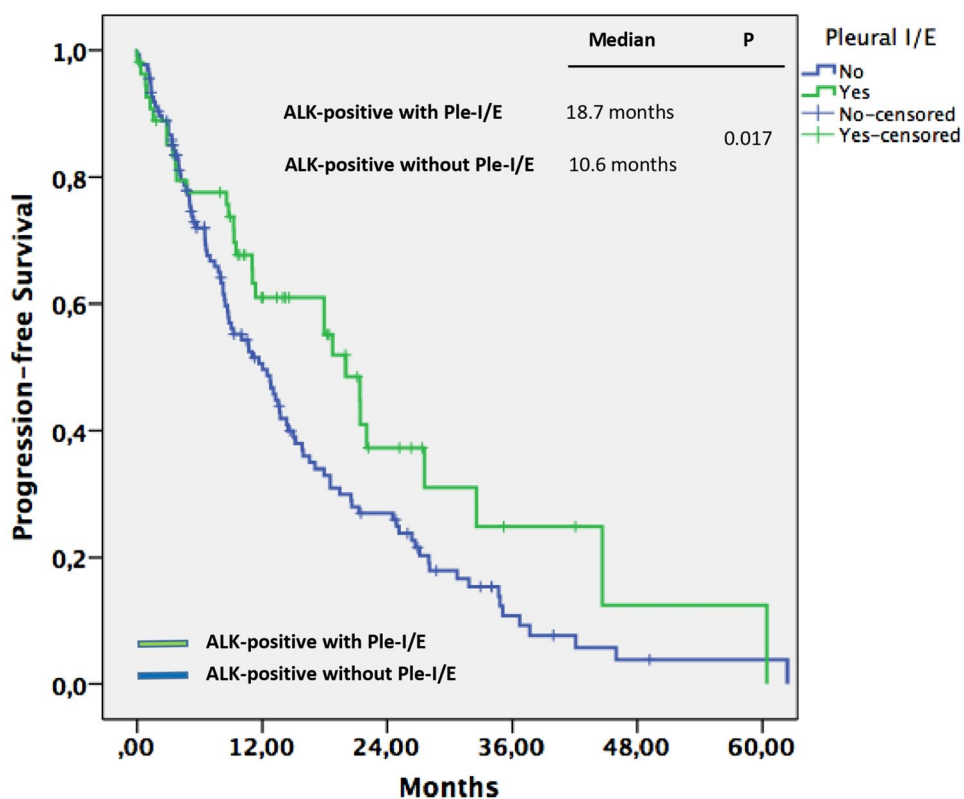 Median P
ALK-positive with Ple-I/E 18.7 months
0.017
ALK-positive without Ple-I/E 10.6 months
Pleural I/E
No
Yes
No-censored
Yes-censored
Progression-free Survival
1,0
0,8
0,6
0,4
0,2
0,0
ALK-positive with Ple-I/E
ALK-positive without Ple-I/E
,00 12,00 24,00 36,00 48,00 60,00
Months